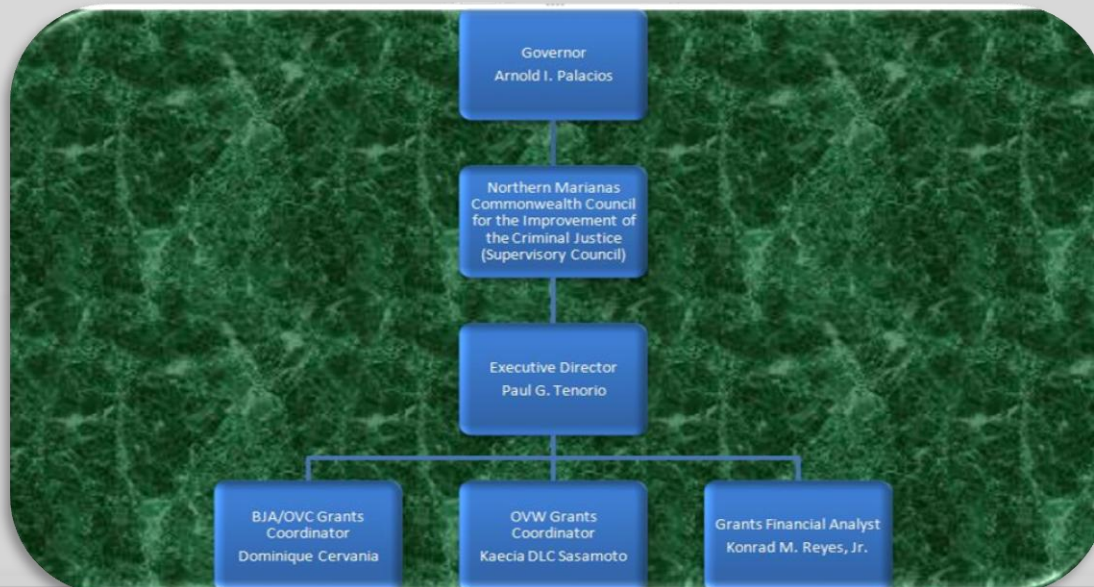 Governor
Arnold I. Palacios
Northern Marianas
Commonwealth Council
for the Improvement of
the Criminal Justice
(Supervisory Council)
Executive Director
Paul G. Tenorio
BJA/OVC Grants
Coordinator
Dominique Cervania
OVW Grants
Coordinator
Kaecia DLC Sasamoto
Grants Financial Analyst
Konrad M. Reyes, Jr.